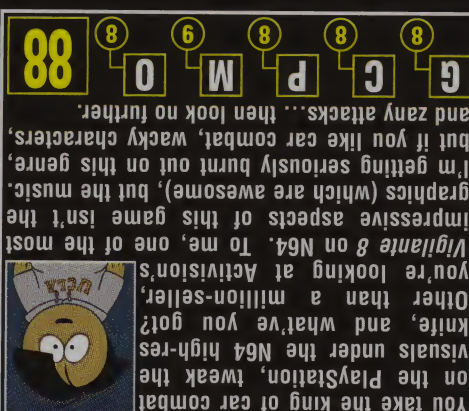 You take the king of car combat
on the PlayStation, tweak the
visuals under the N64 high-res
knife, and what've you got?
Other than a million-seller,
you're looking at Activision's
Vigilante 8 on N64. To me, one of the most
impressive aspects of this game isn't the
graphics (which are awesome), but the music.
I'm getting seriously burnt out on this genre,
but if you like car combat, wacky characters,
and zany attacks... then look no further.
UCLA
G C P M O 88
8 8 8 9 8